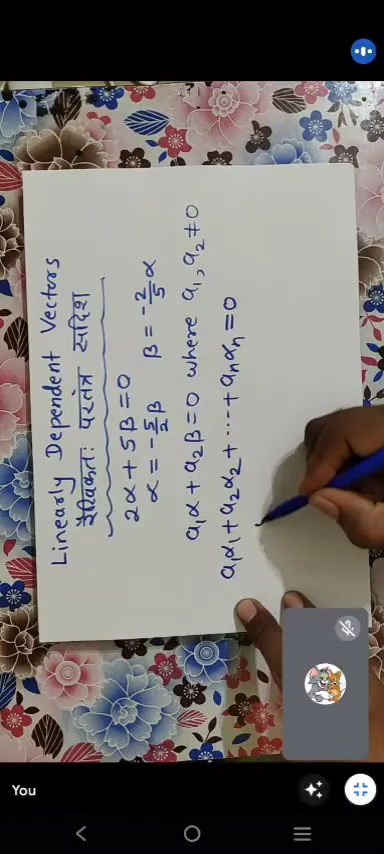 Linearly Dependent Vectors
रैखिकतः परतंत्र सदिश
2α + 5β = 0
α = -5/2 β β = -2/5 α
a₁α + a₂β = 0 where a₁, a₂ ≠ 0
a₁α₁ + a₂α₂ + ---- + aₙαₙ = 0
You